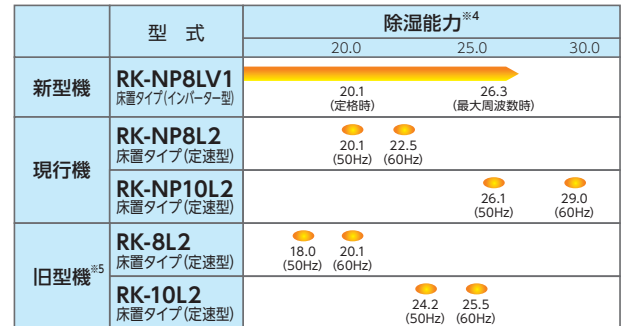 型 式
除湿能力※4
20.0 25.0 30.0
新型機
RK-NP8LV1
床置タイプ(インバーター型)
20.1 26.3
(定格時) (最大周波数時)
現行機
RK-NP8L2
床置タイプ(定速型)
20.1 22.5
(50Hz) (60Hz)
RK-NP10L2
床置タイプ(定速型)
26.1 29.0
(50Hz) (60Hz)
旧型機※5
RK-8L2
床置タイプ(定速型)
18.0 20.1
(50Hz) (60Hz)
RK-10L2
床置タイプ(定速型)
24.2 25.5
(50Hz) (60Hz)